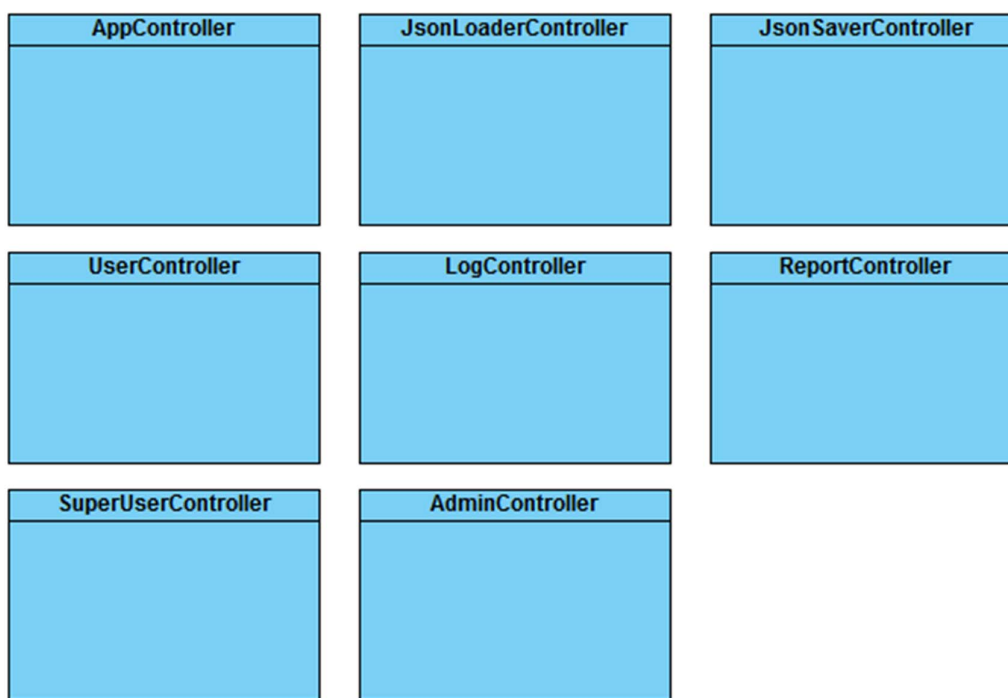 AppController
JsonLoaderController
JsonSaverController
UserController
LogController
ReportController
SuperUserController
AdminController